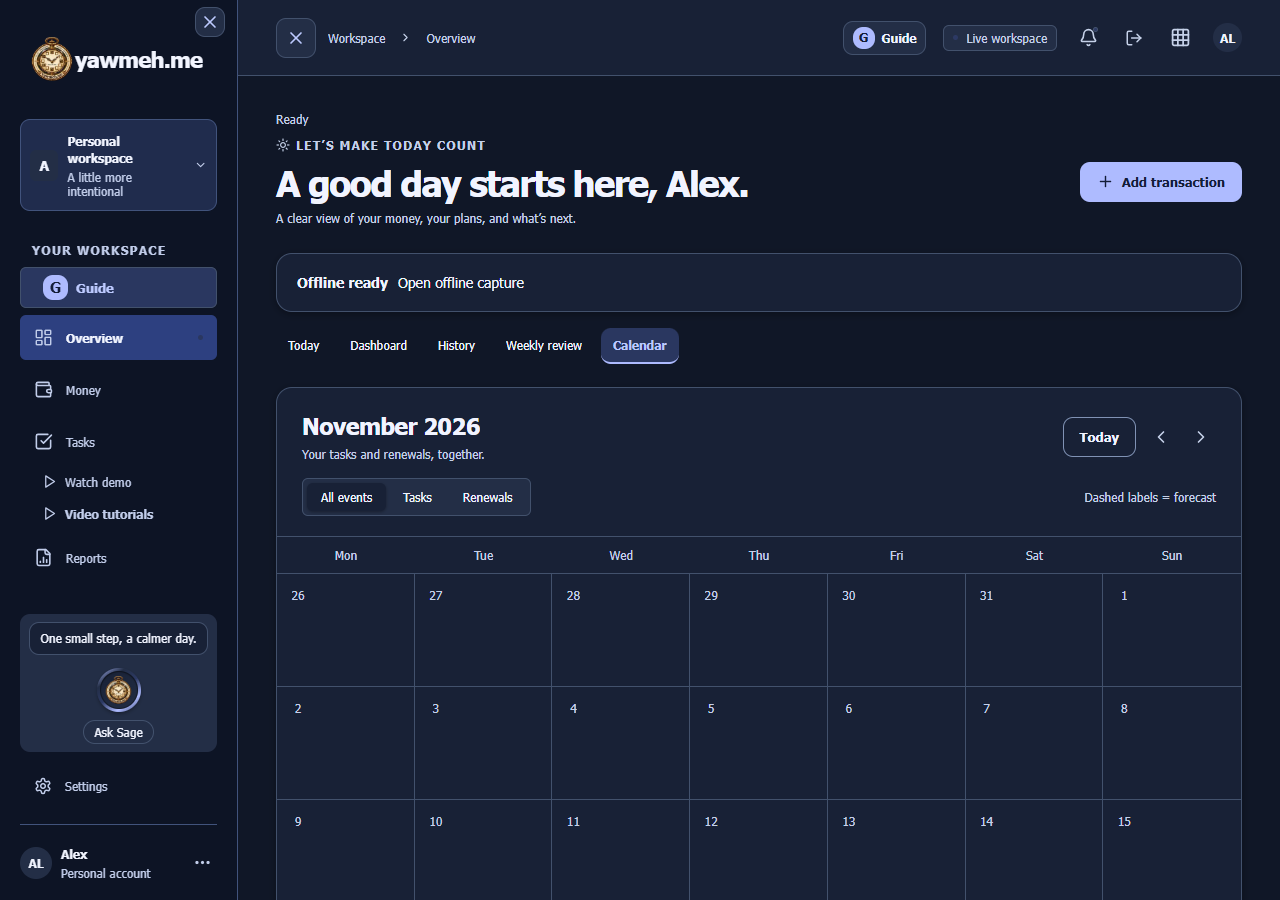 yawmeh.me
A
Personal workspace
A little more intentional
YOUR WORKSPACE
G Guide
Overview
Money
Tasks
Watch demo
Video tutorials
Reports
One small step, a calmer day.
Ask Sage
Settings
AL
Alex
Personal account
Workspace > Overview
G Guide
Live workspace
AL
Ready
LET'S MAKE TODAY COUNT
A good day starts here, Alex.
A clear view of your money, your plans, and what's next.
+ Add transaction
Offline ready Open offline capture
Today Dashboard History Weekly review Calendar
November 2026
Your tasks and renewals, together.
Today
All events Tasks Renewals
Dashed labels = forecast
Mon Tue Wed Thu Fri Sat Sun
26 27 28 29 30 31 1
2 3 4 5 6 7 8
9 10 11 12 13 14 15